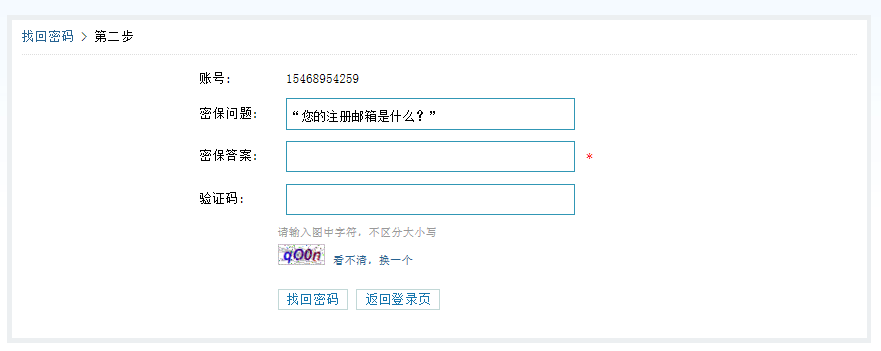 找回密码 > 第二步
账号: 15468954259
密保问题: “您的注册邮箱是什么？”
密保答案: *
验证码:
请输入图中字符，不区分大小写
qO0n 看不清，换一个
找回密码 返回登录页